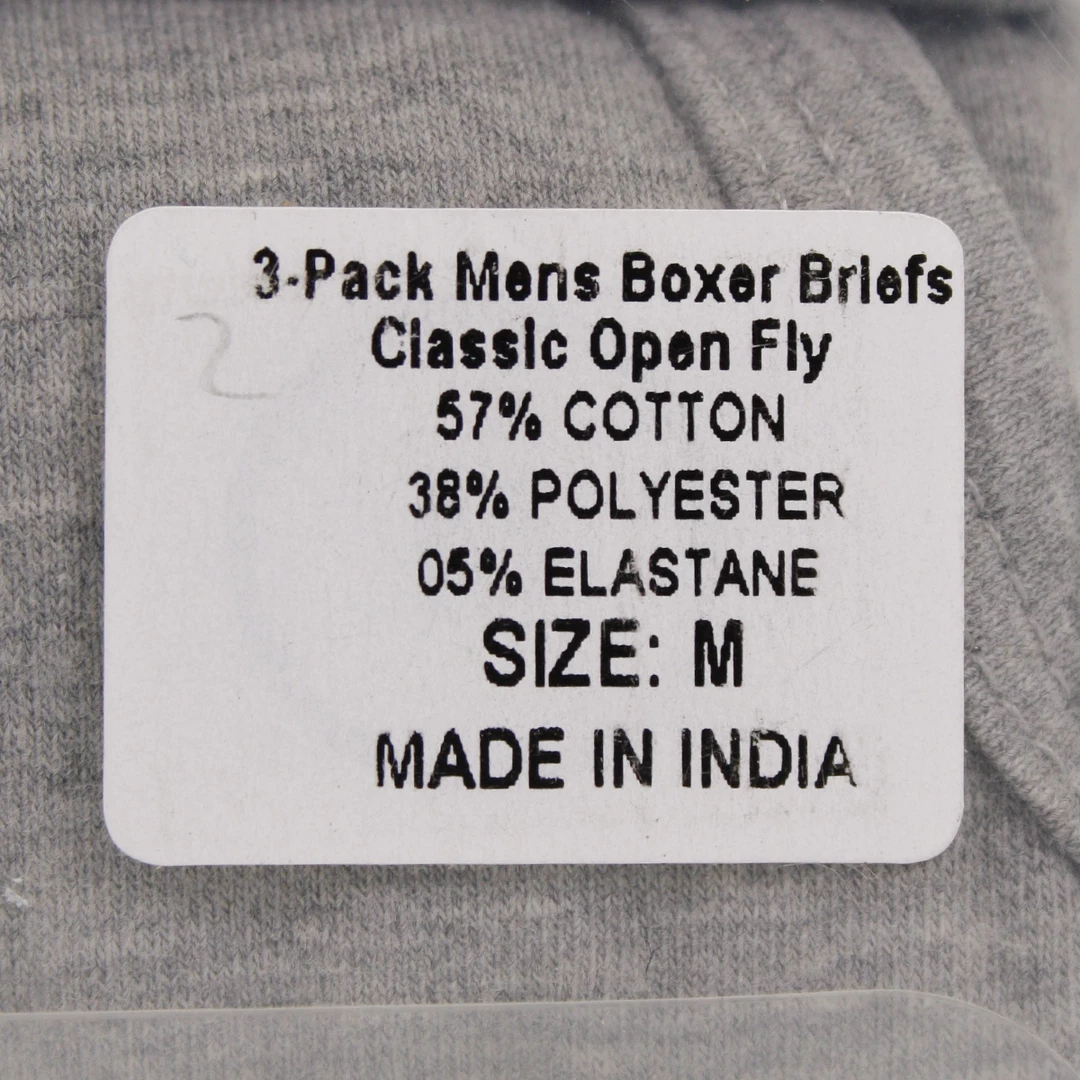 3-Pack Mens Boxer Briefs
Classic Open Fly
57% COTTON
38% POLYESTER
05% ELASTANE
SIZE: M
MADE IN INDIA